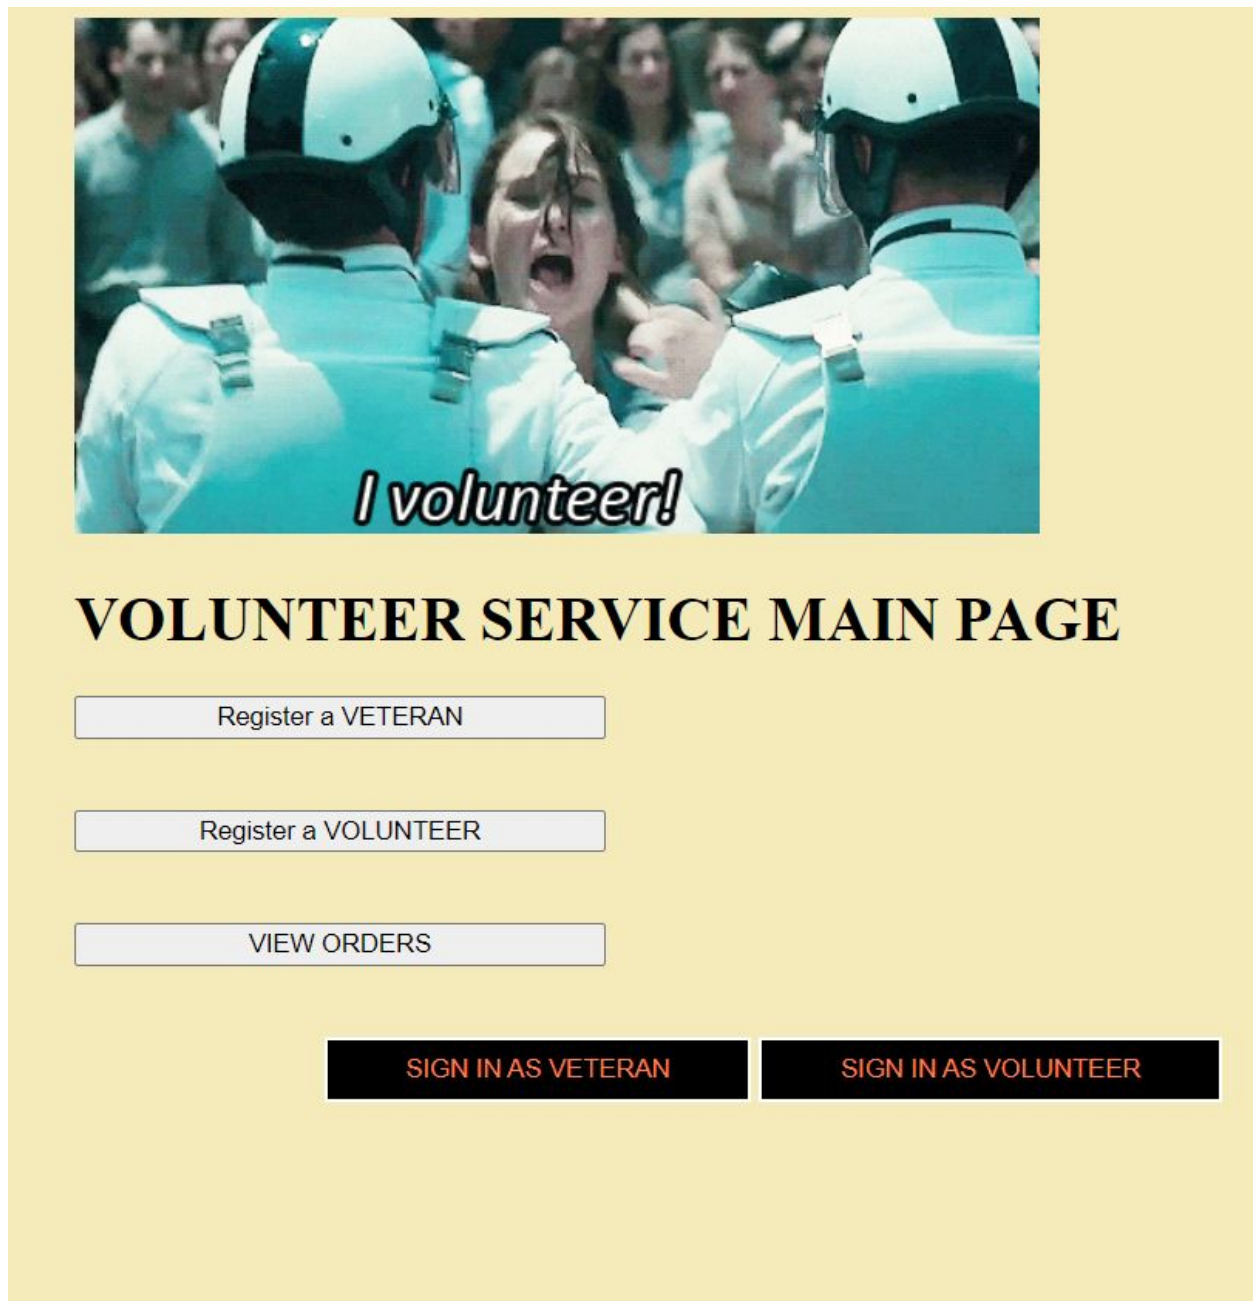 I volunteer!
VOLUNTEER SERVICE MAIN PAGE
Register a VETERAN
Register a VOLUNTEER
VIEW ORDERS
SIGN IN AS VETERAN SIGN IN AS VOLUNTEER